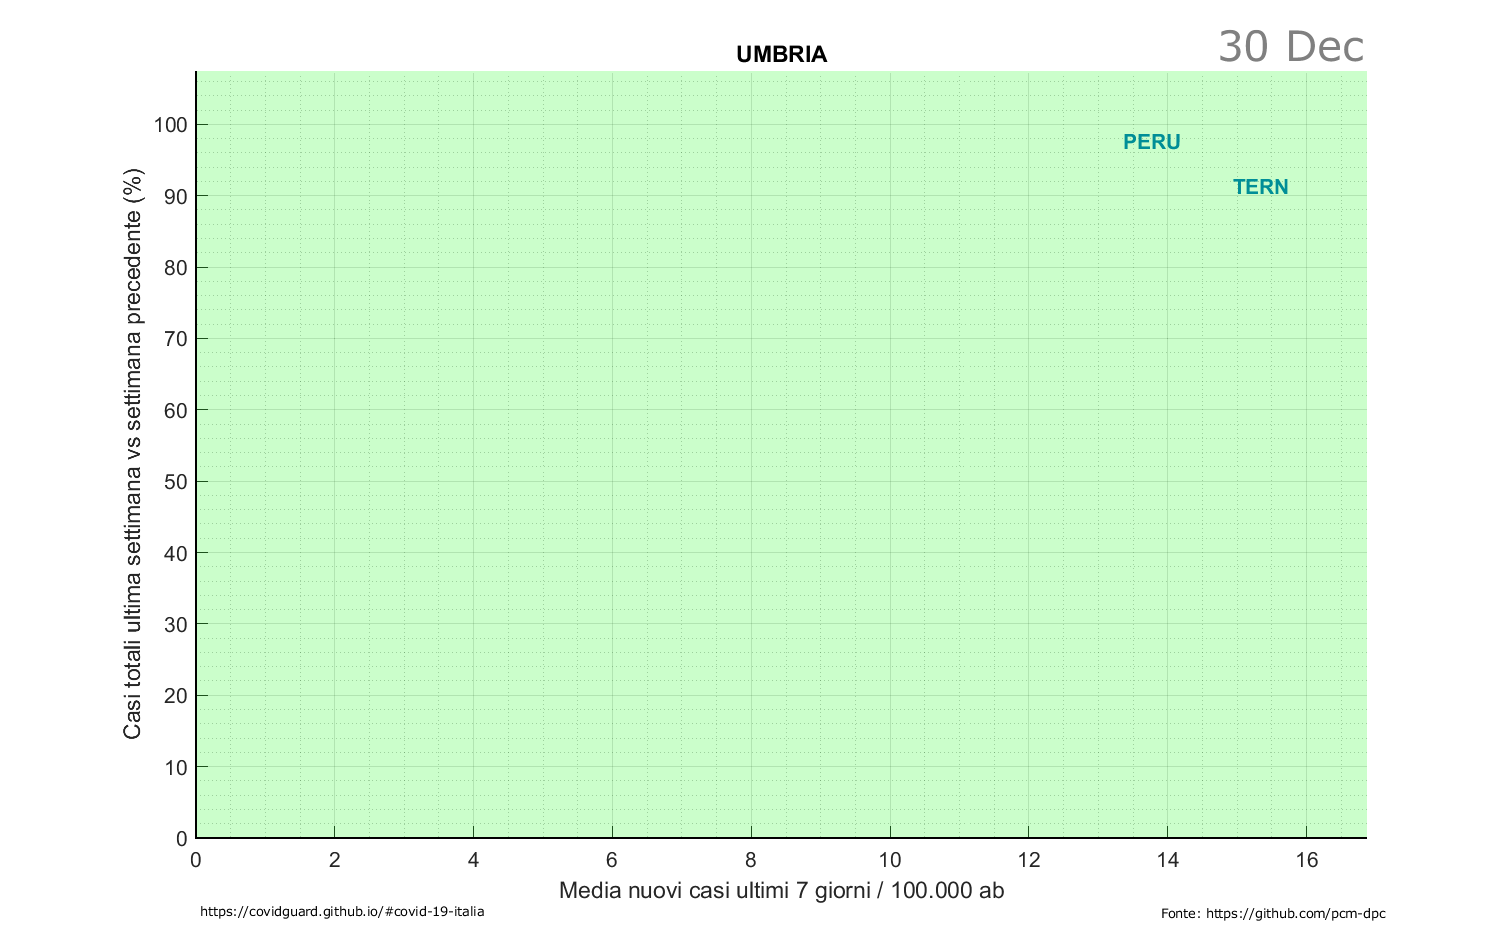 30 Dec
UMBRIA
Casi totali ultima settimana vs settimana precedente (%)
100
90
80
70
60
50
40
30
20
10
0
PERU
TERN
0 2 4 6 8 10 12 14 16
Media nuovi casi ultimi 7 giorni / 100.000 ab
https://covidguard.github.io/#covid-19-italia
Fonte: https://github.com/pcm-dpc